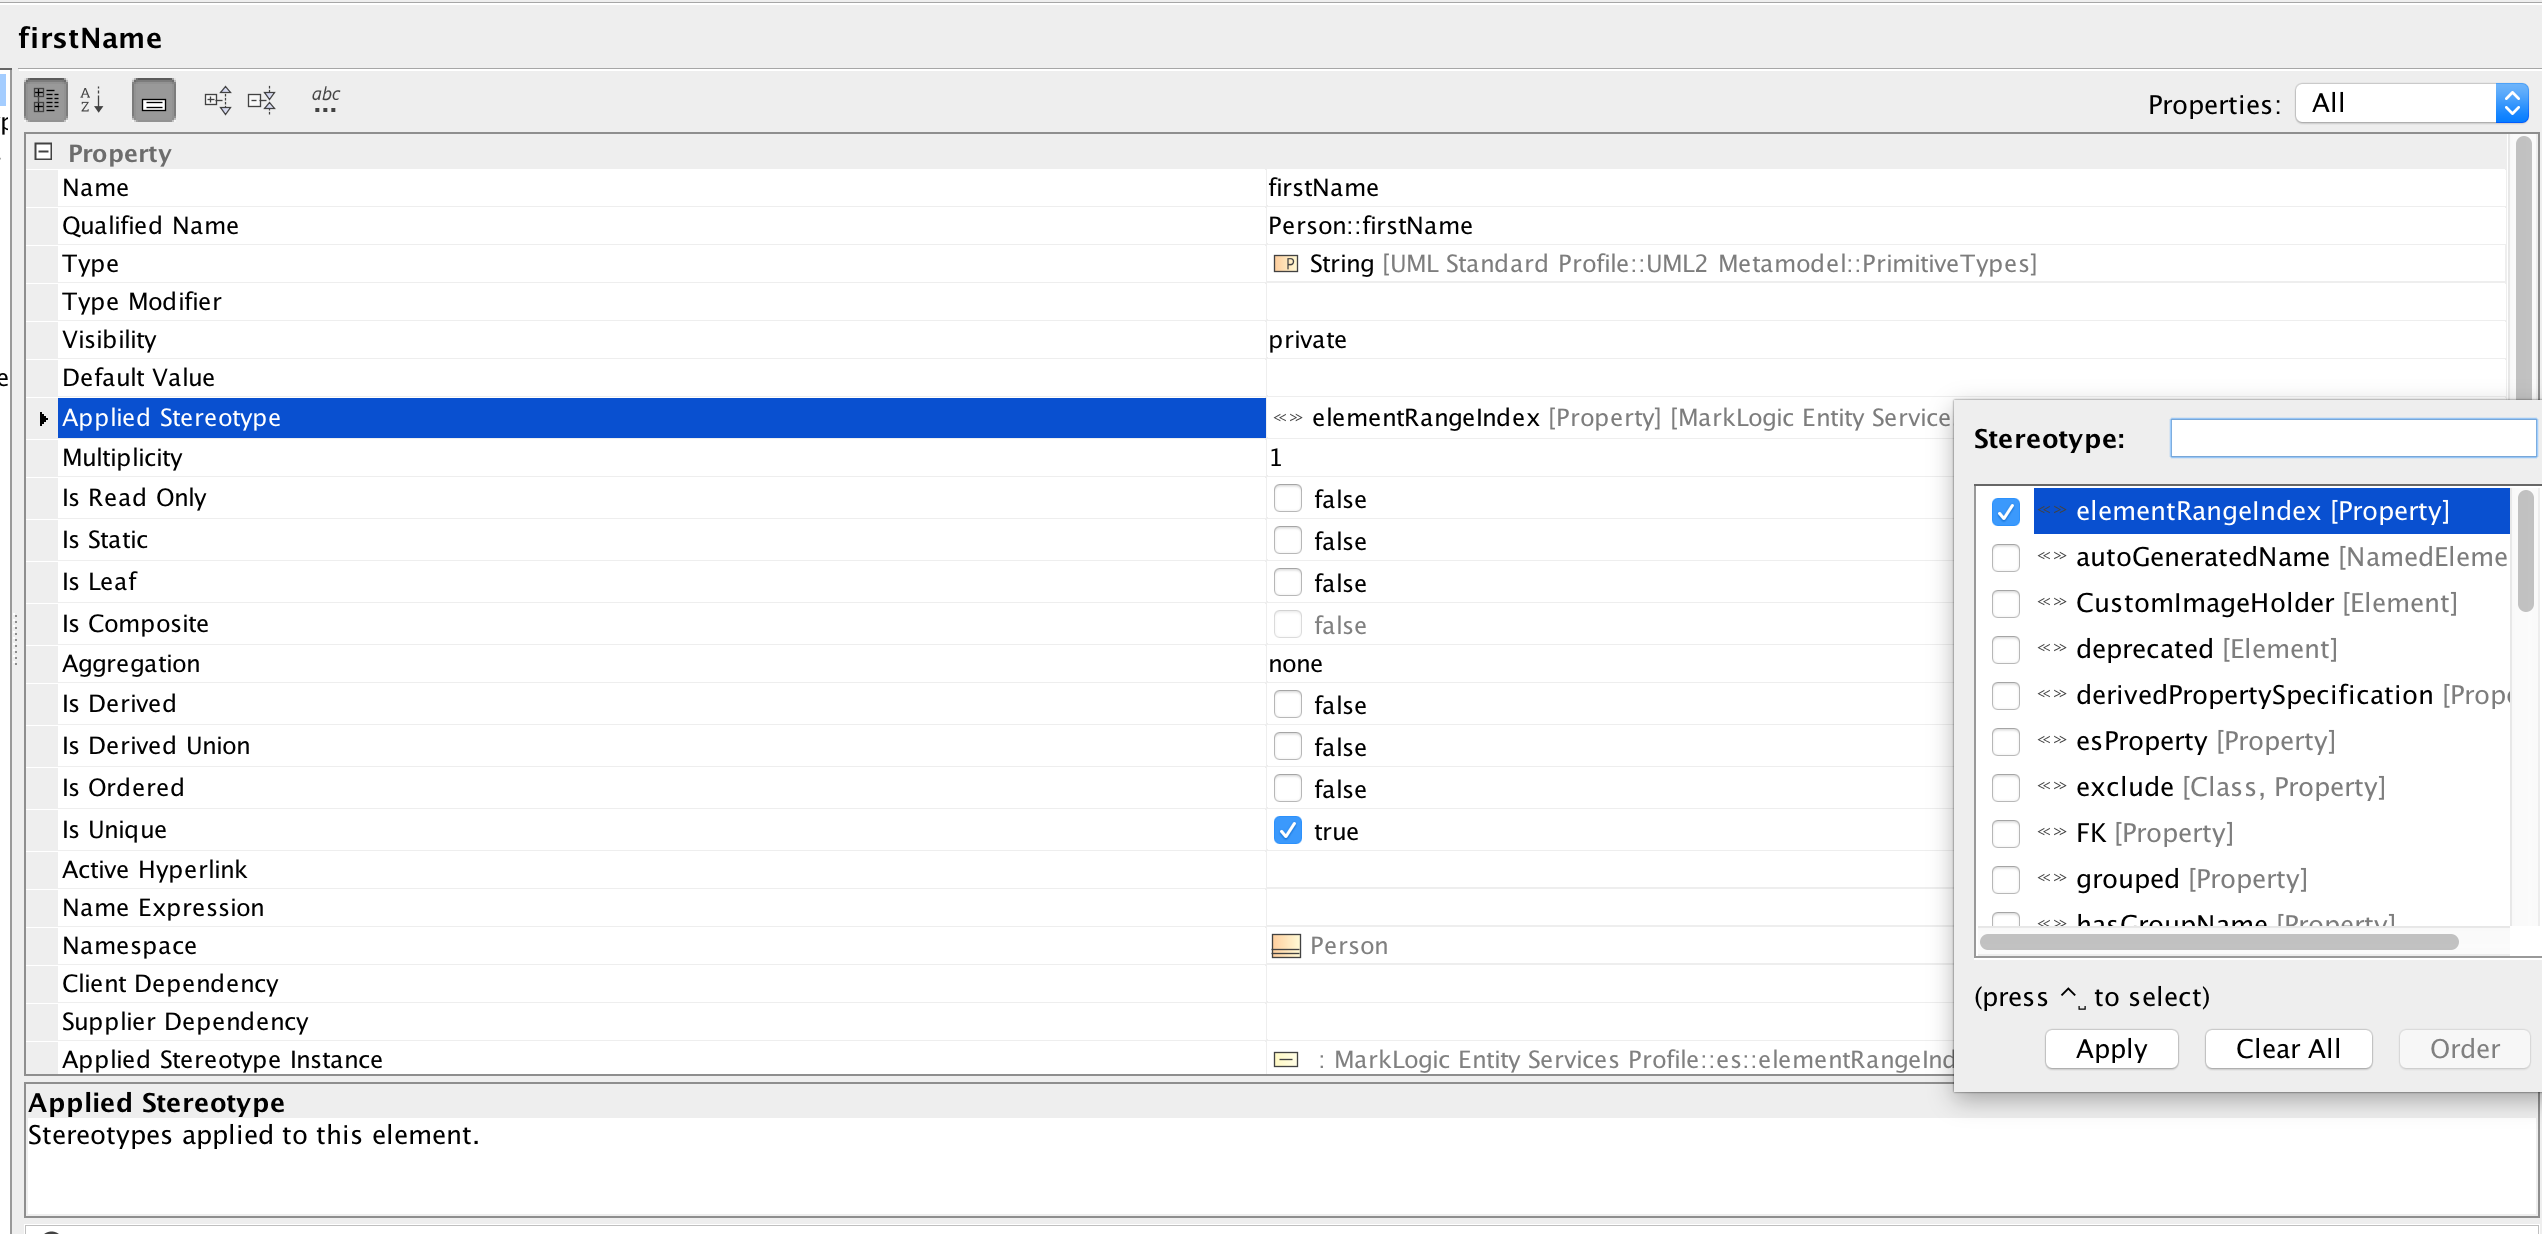 firstName
A
Z
abc
Properties: All
Property
Name firstName
Qualified Name Person::firstName
Type String [UML Standard Profile::UML2 Metamodel::PrimitiveTypes]
Type Modifier
Visibility private
Default Value
Applied Stereotype «» elementRangeIndex [Property] [MarkLogic Entity Service
Multiplicity 1
Is Read Only false
Is Static false
Is Leaf false
Is Composite false
Aggregation none
Is Derived false
Is Derived Union false
Is Ordered false
Is Unique true
Active Hyperlink
Name Expression
Namespace Person
Client Dependency
Supplier Dependency
Applied Stereotype Instance : MarkLogic Entity Services Profile::es::elementRangeInd
Stereotype:
«» elementRangeIndex [Property]
«» autoGeneratedName [NamedEleme
«» CustomImageHolder [Element]
«» deprecated [Element]
«» derivedPropertySpecification [Prop
«» esProperty [Property]
«» exclude [Class, Property]
«» FK [Property]
«» grouped [Property]
«» hasGroupName [Property]
(press ^⎵ to select)
Apply Clear All Order
Applied Stereotype
Stereotypes applied to this element.